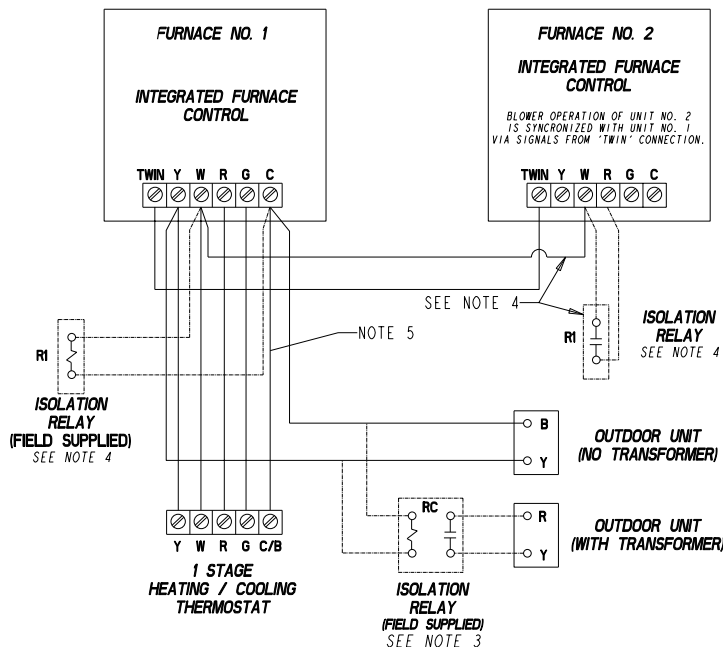 FURNACE NO. 1
INTEGRATED FURNACE
CONTROL
TWIN Y W R G C
FURNACE NO. 2
INTEGRATED FURNACE
CONTROL
BLOWER OPERATION OF UNIT NO. 2
IS SYNCRONIZED WITH UNIT NO. 1
VIA SIGNALS FROM 'TWIN' CONNECTION.
TWIN Y W R G C
SEE NOTE 4
NOTE 5
R1
ISOLATION
RELAY
(FIELD SUPPLIED)
SEE NOTE 4
R1
ISOLATION
RELAY
SEE NOTE 4
B
Y
OUTDOOR UNIT
(NO TRANSFORMER)
RC
R
Y
OUTDOOR UNIT
(WITH TRANSFORMER)
ISOLATION
RELAY
(FIELD SUPPLIED)
SEE NOTE 3
Y W R G C/B
1 STAGE
HEATING / COOLING
THERMOSTAT